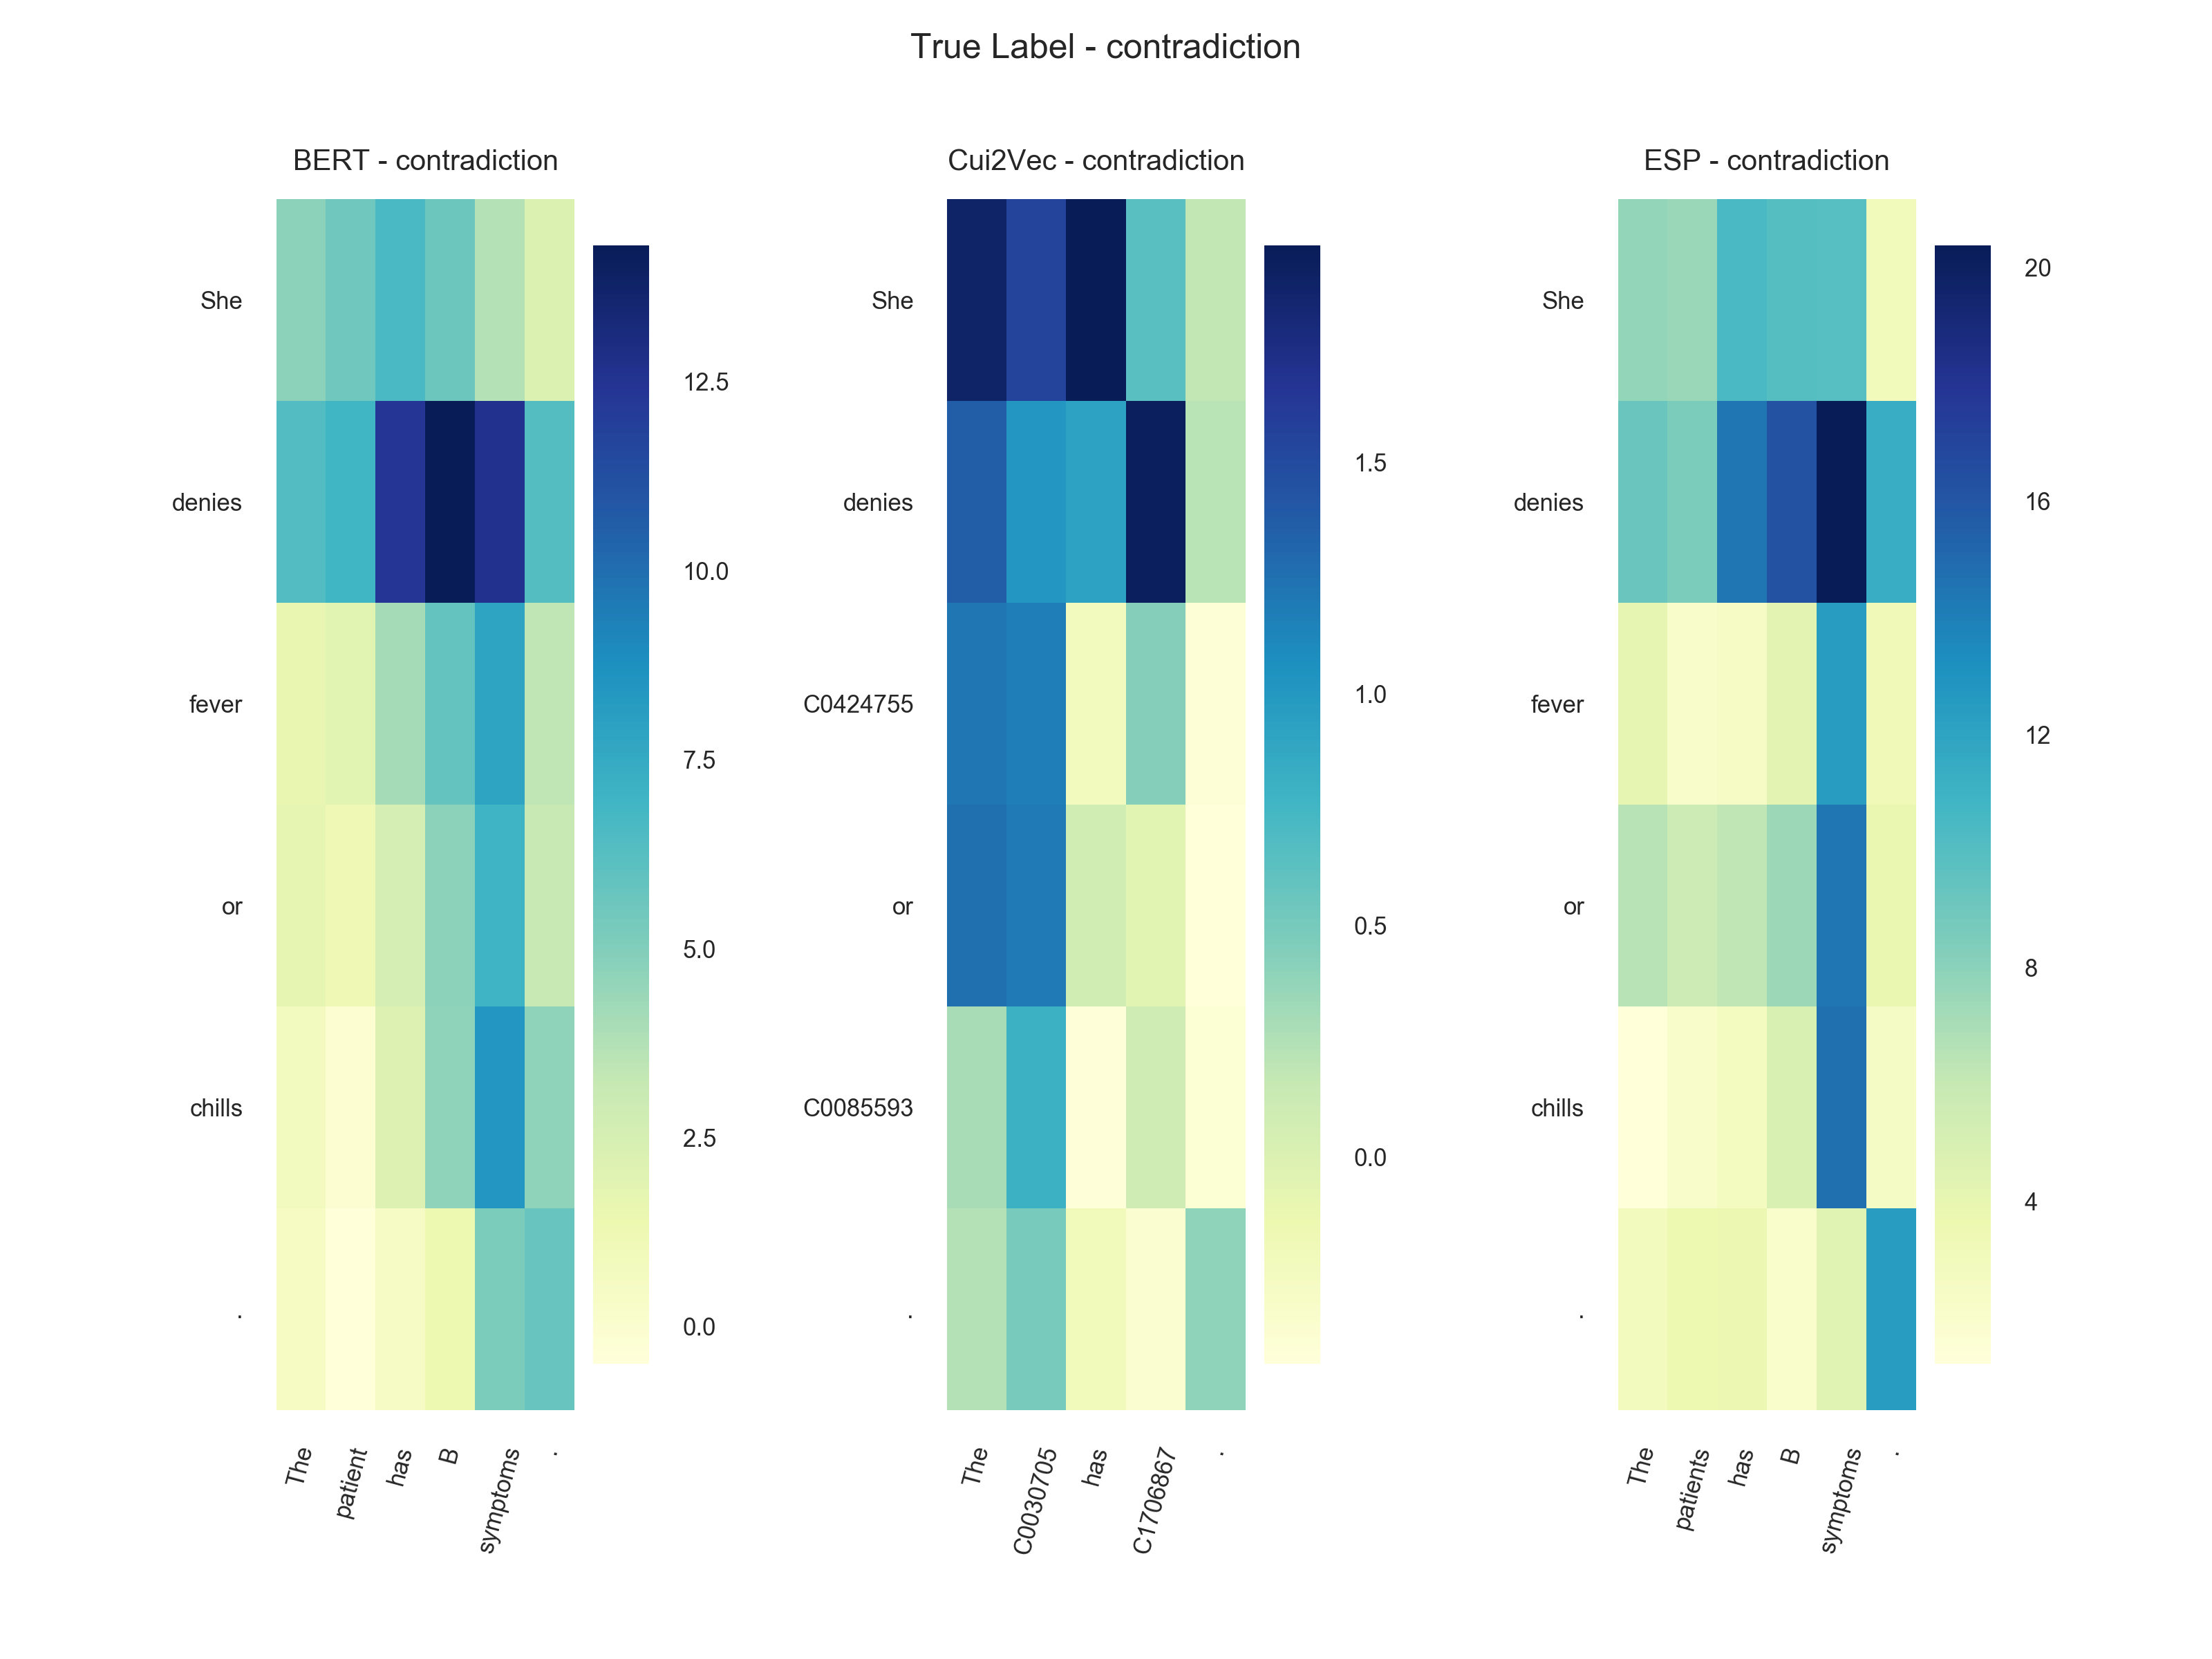 True Label - contradiction
BERT - contradiction
She
denies
fever
or
chills
.
The
patient
has
B
symptoms
.
12.5
10.0
7.5
5.0
2.5
0.0
Cui2Vec - contradiction
She
denies
C0424755
or
C0085593
.
The
C0030705
has
C1706867
.
1.5
1.0
0.5
0.0
ESP - contradiction
She
denies
fever
or
chills
.
The
patients
has
B
symptoms
.
20
16
12
8
4